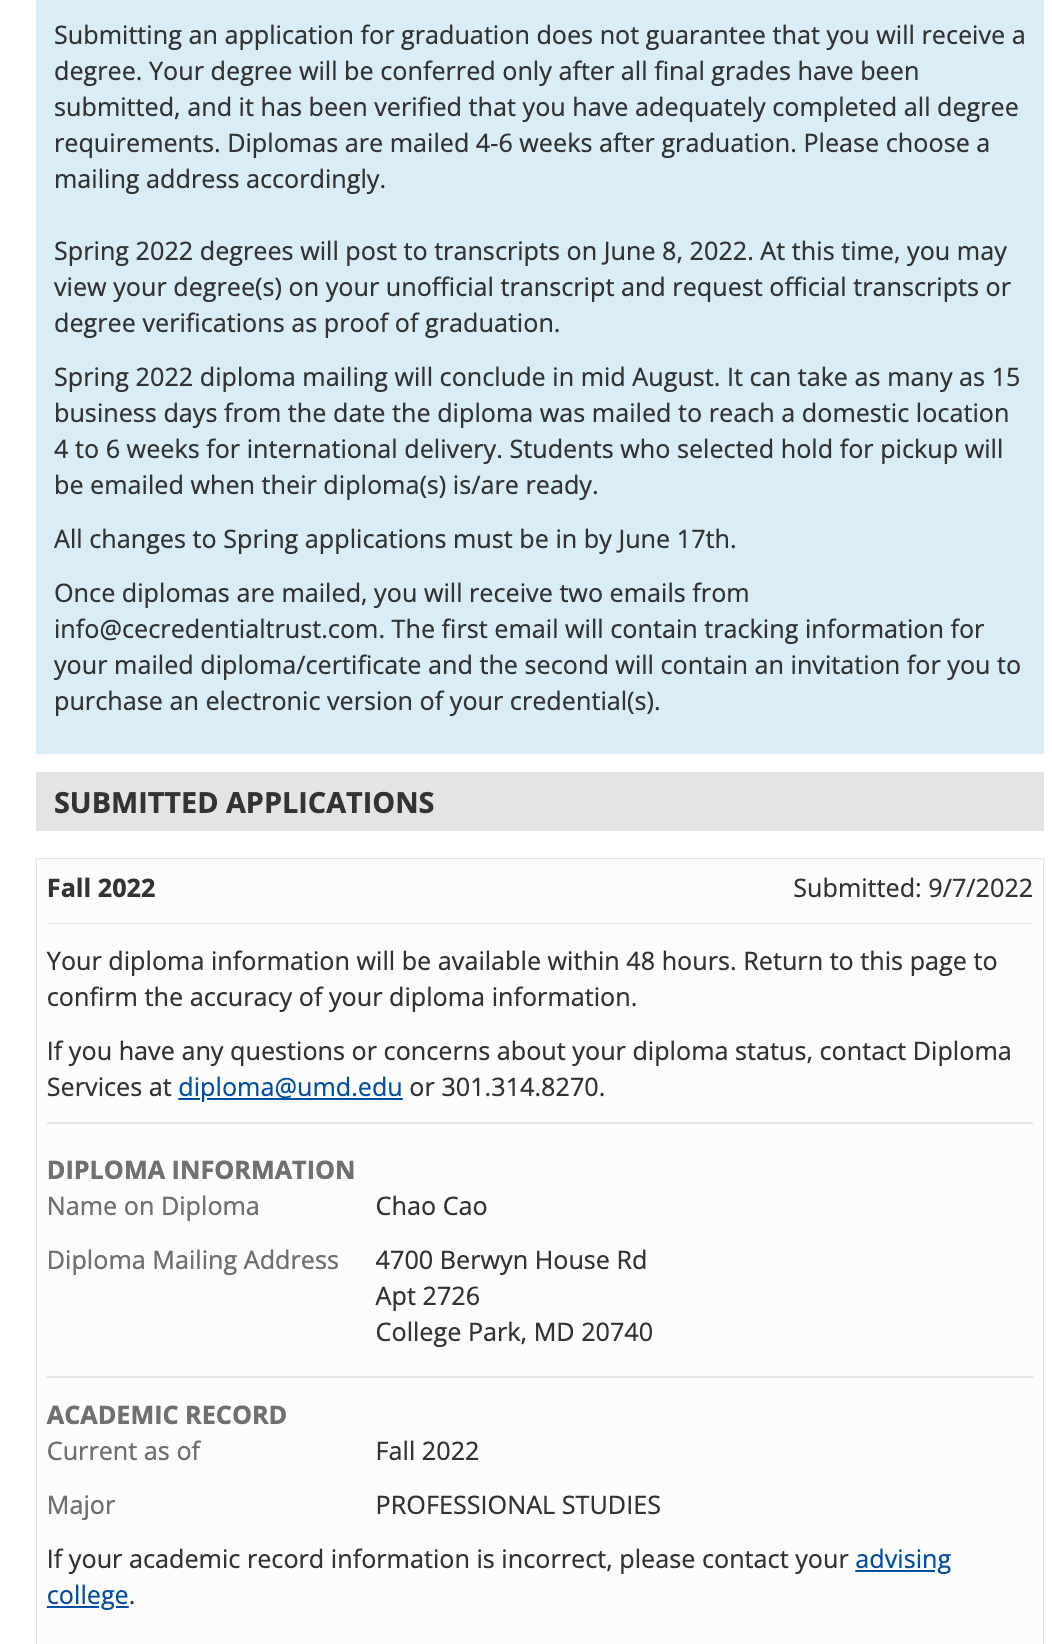 Submitting an application for graduation does not guarantee that you will receive a
degree. Your degree will be conferred only after all final grades have been
submitted, and it has been verified that you have adequately completed all degree
requirements. Diplomas are mailed 4-6 weeks after graduation. Please choose a
mailing address accordingly.
Spring 2022 degrees will post to transcripts on June 8, 2022. At this time, you may
view your degree(s) on your unofficial transcript and request official transcripts or
degree verifications as proof of graduation.
Spring 2022 diploma mailing will conclude in mid August. It can take as many as 15
business days from the date the diploma was mailed to reach a domestic location
4 to 6 weeks for international delivery. Students who selected hold for pickup will
be emailed when their diploma(s) is/are ready.
All changes to Spring applications must be in by June 17th.
Once diplomas are mailed, you will receive two emails from
info@cecredentialtrust.com. The first email will contain tracking information for
your mailed diploma/certificate and the second will contain an invitation for you to
purchase an electronic version of your credential(s).
SUBMITTED APPLICATIONS
Fall 2022 Submitted: 9/7/2022
Your diploma information will be available within 48 hours. Return to this page to
confirm the accuracy of your diploma information.
If you have any questions or concerns about your diploma status, contact Diploma
Services at diploma@umd.edu or 301.314.8270.
DIPLOMA INFORMATION
Name on Diploma Chao Cao
Diploma Mailing Address 4700 Berwyn House Rd
Apt 2726
College Park, MD 20740
ACADEMIC RECORD
Current as of Fall 2022
Major PROFESSIONAL STUDIES
If your academic record information is incorrect, please contact your advising
college.